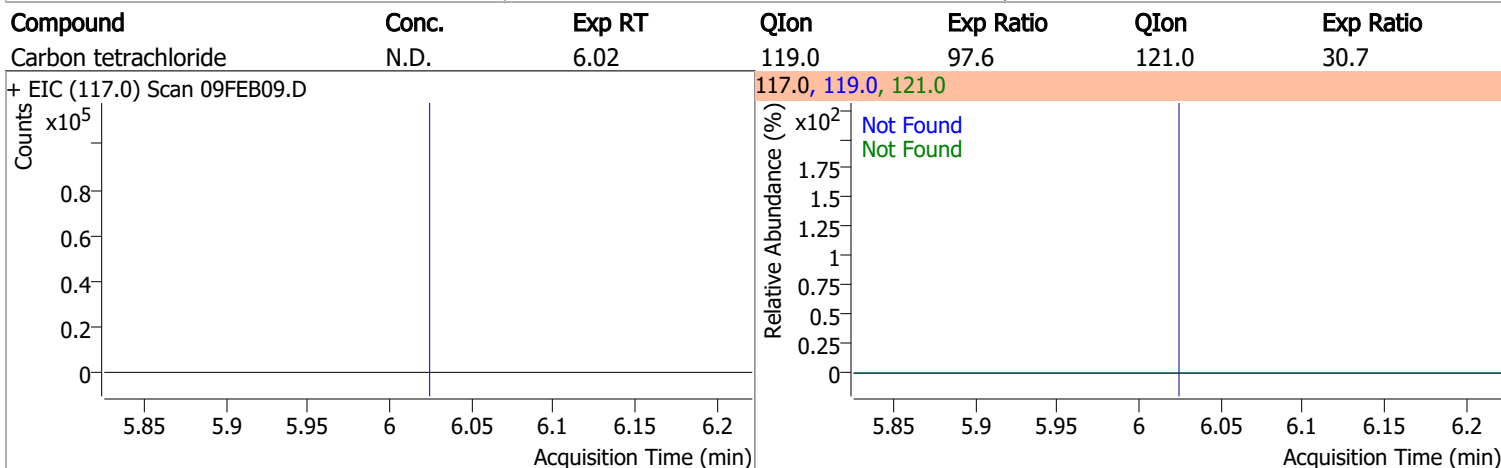 Compound Conc. Exp RT QIon Exp Ratio QIon Exp Ratio
Carbon tetrachloride N.D. 6.02 119.0 97.6 121.0 30.7
+ EIC (117.0) Scan 09FEB09.D
Counts
x10^5
0.8
0.6
0.4
0.2
0
5.85 5.9 5.95 6 6.05 6.1 6.15 6.2
Acquisition Time (min)
117.0, 119.0, 121.0
Relative Abundance (%)
x10^2
Not Found
Not Found
1.75
1.5
1.25
1
0.75
0.5
0.25
0
5.85 5.9 5.95 6 6.05 6.1 6.15 6.2
Acquisition Time (min)